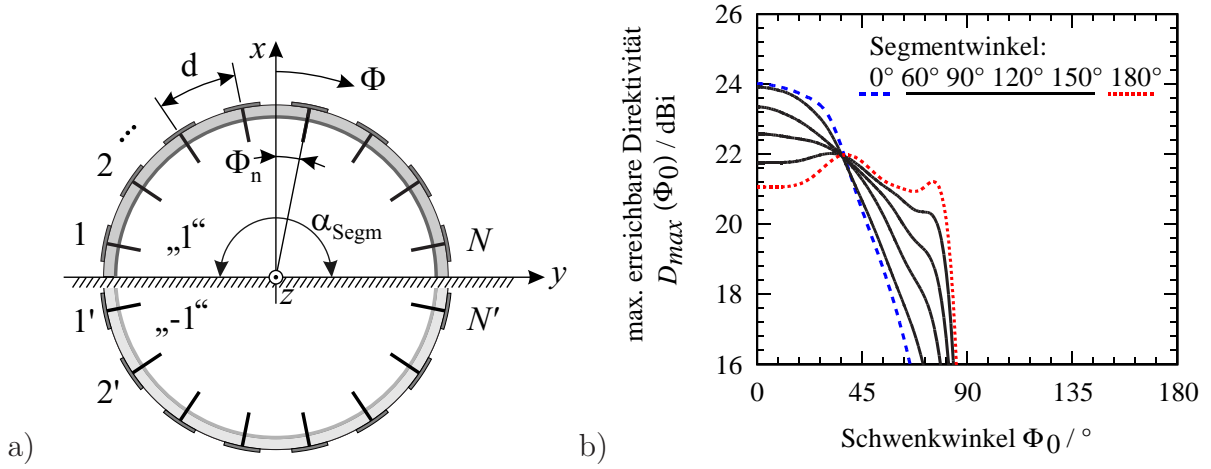 a)
x
d
Φ
...
2
Φn
1
„1“
αSegm
N
y
z
1'
„-1“
N'
2'
b)
max. erreichbare Direktivität
Dmax (Φ0) / dBi
26
24
22
20
18
16
Segmentwinkel:
0° 60° 90° 120° 150° 180°
0 45 90 135 180
Schwenkwinkel Φ0 / °